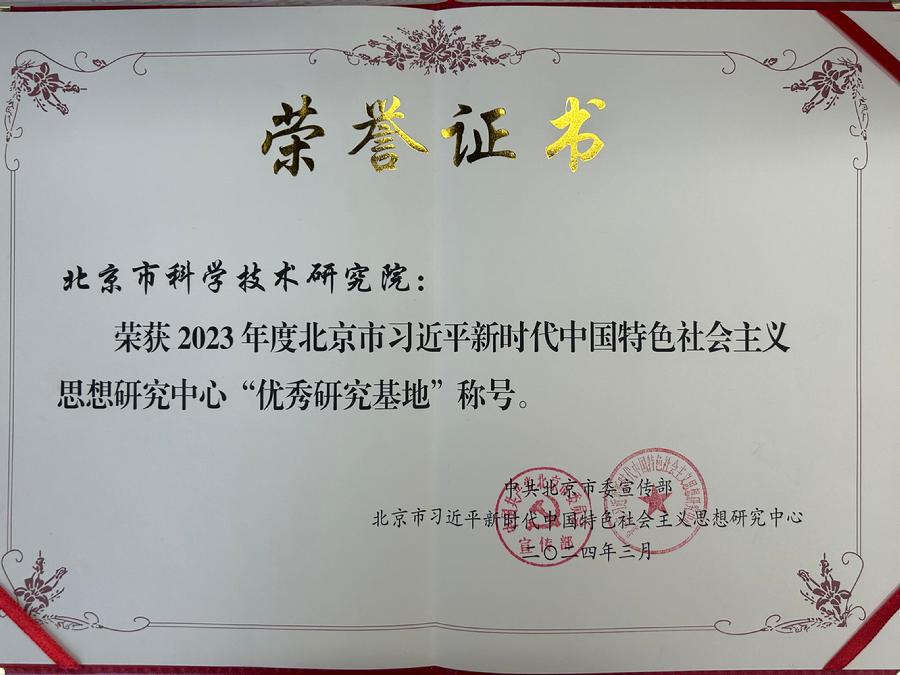 荣誉证书
北京市科学技术研究院：
荣获 2023 年度北京市习近平新时代中国特色社会主义
思想研究中心“优秀研究基地”称号。
中共北京市委宣传部
北京市习近平新时代中国特色社会主义思想研究中心
二〇二四年三月
宣传部